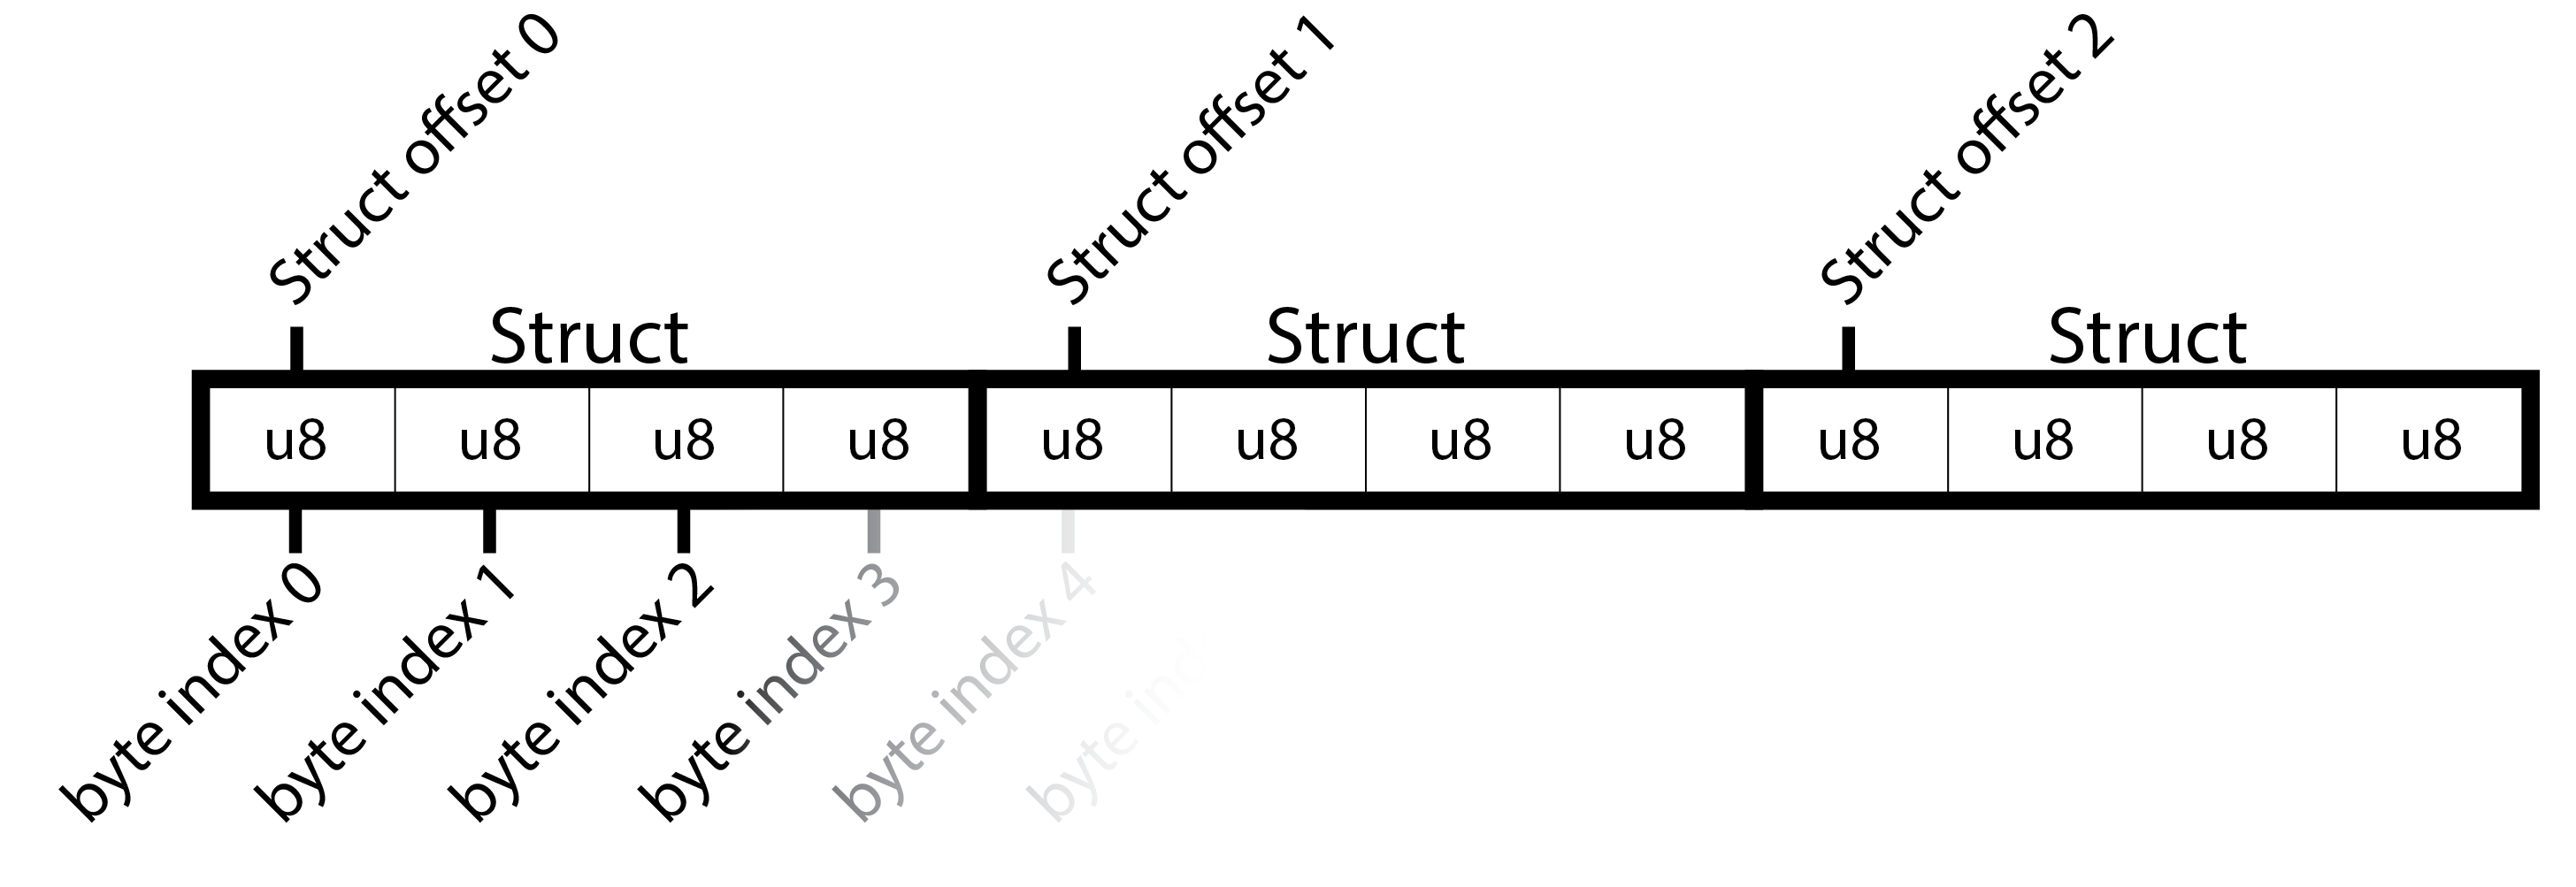 Struct offset 0
Struct offset 1
Struct offset 2
Struct
Struct
Struct
u8
u8
u8
u8
u8
u8
u8
u8
u8
u8
u8
u8
byte index 0
byte index 1
byte index 2
byte index 3
byte index 4
byte